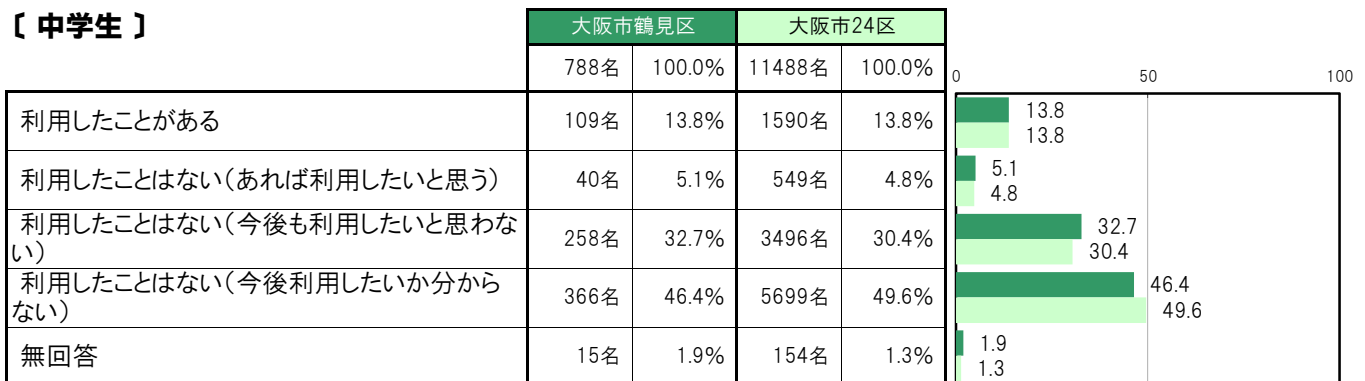 〔 中学生 〕
大阪市鶴見区 大阪市24区
788名 100.0% 11488名 100.0%
0 50 100
利用したことがある 109名 13.8% 1590名 13.8%
13.8
13.8
利用したことはない（あれば利用したいと思う） 40名 5.1% 549名 4.8%
5.1
4.8
利用したことはない（今後も利用したいと思わな
い） 258名 32.7% 3496名 30.4%
32.7
30.4
利用したことはない（今後利用したいか分から
ない） 366名 46.4% 5699名 49.6%
46.4
49.6
無回答 15名 1.9% 154名 1.3%
1.9
1.3